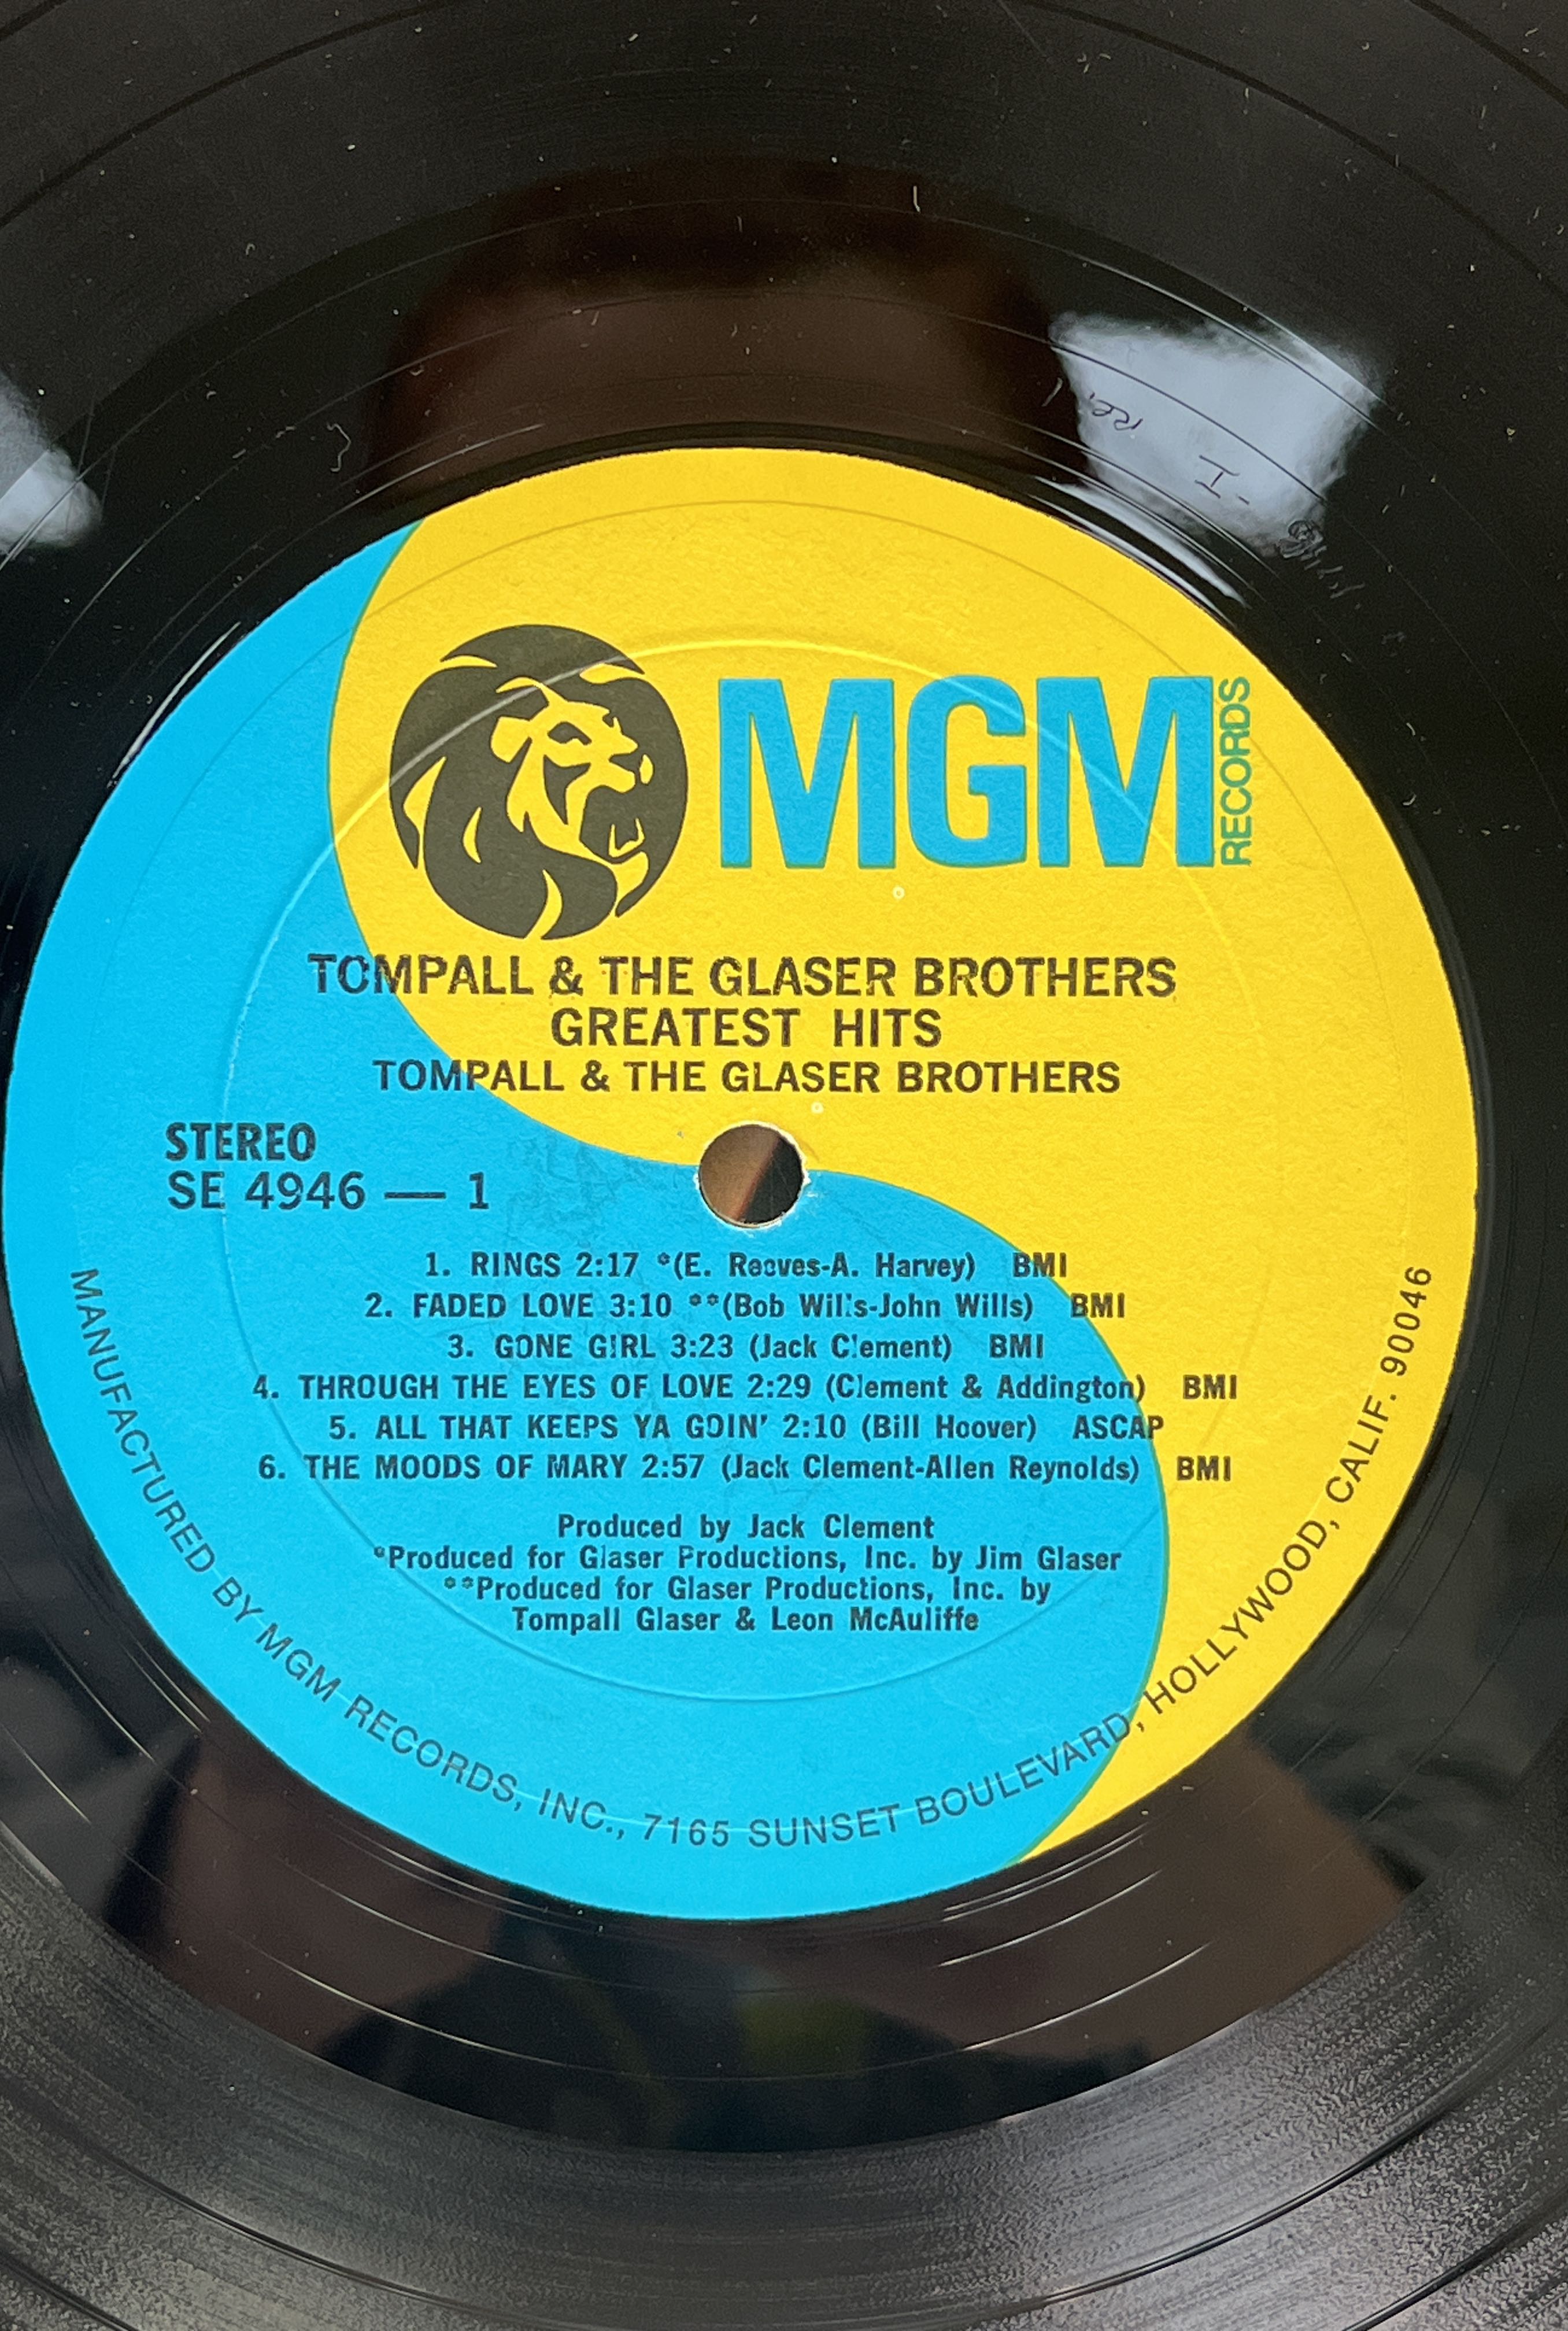 MGM
RECORDS
TOMPALL & THE GLASER BROTHERS
GREATEST HITS
TOMPALL & THE GLASER BROTHERS
STEREO
SE 4946 — 1
1. RINGS 2:17 *(E. Reeves-A. Harvey) BMI
2. FADED LOVE 3:10 **(Bob Wills-John Wills) BMI
3. GONE GIRL 3:23 (Jack Clement) BMI
4. THROUGH THE EYES OF LOVE 2:29 (Clement & Addington) BMI
5. ALL THAT KEEPS YA GOIN' 2:10 (Bill Hoover) ASCAP
6. THE MOODS OF MARY 2:57 (Jack Clement-Allen Reynolds) BMI
Produced by Jack Clement
*Produced for Glaser Productions, Inc. by Jim Glaser
**Produced for Glaser Productions, Inc. by
Tompall Glaser & Leon McAuliffe
MANUFACTURED BY MGM RECORDS, INC., 7165 SUNSET BOULEVARD, HOLLYWOOD, CALIF. 90046